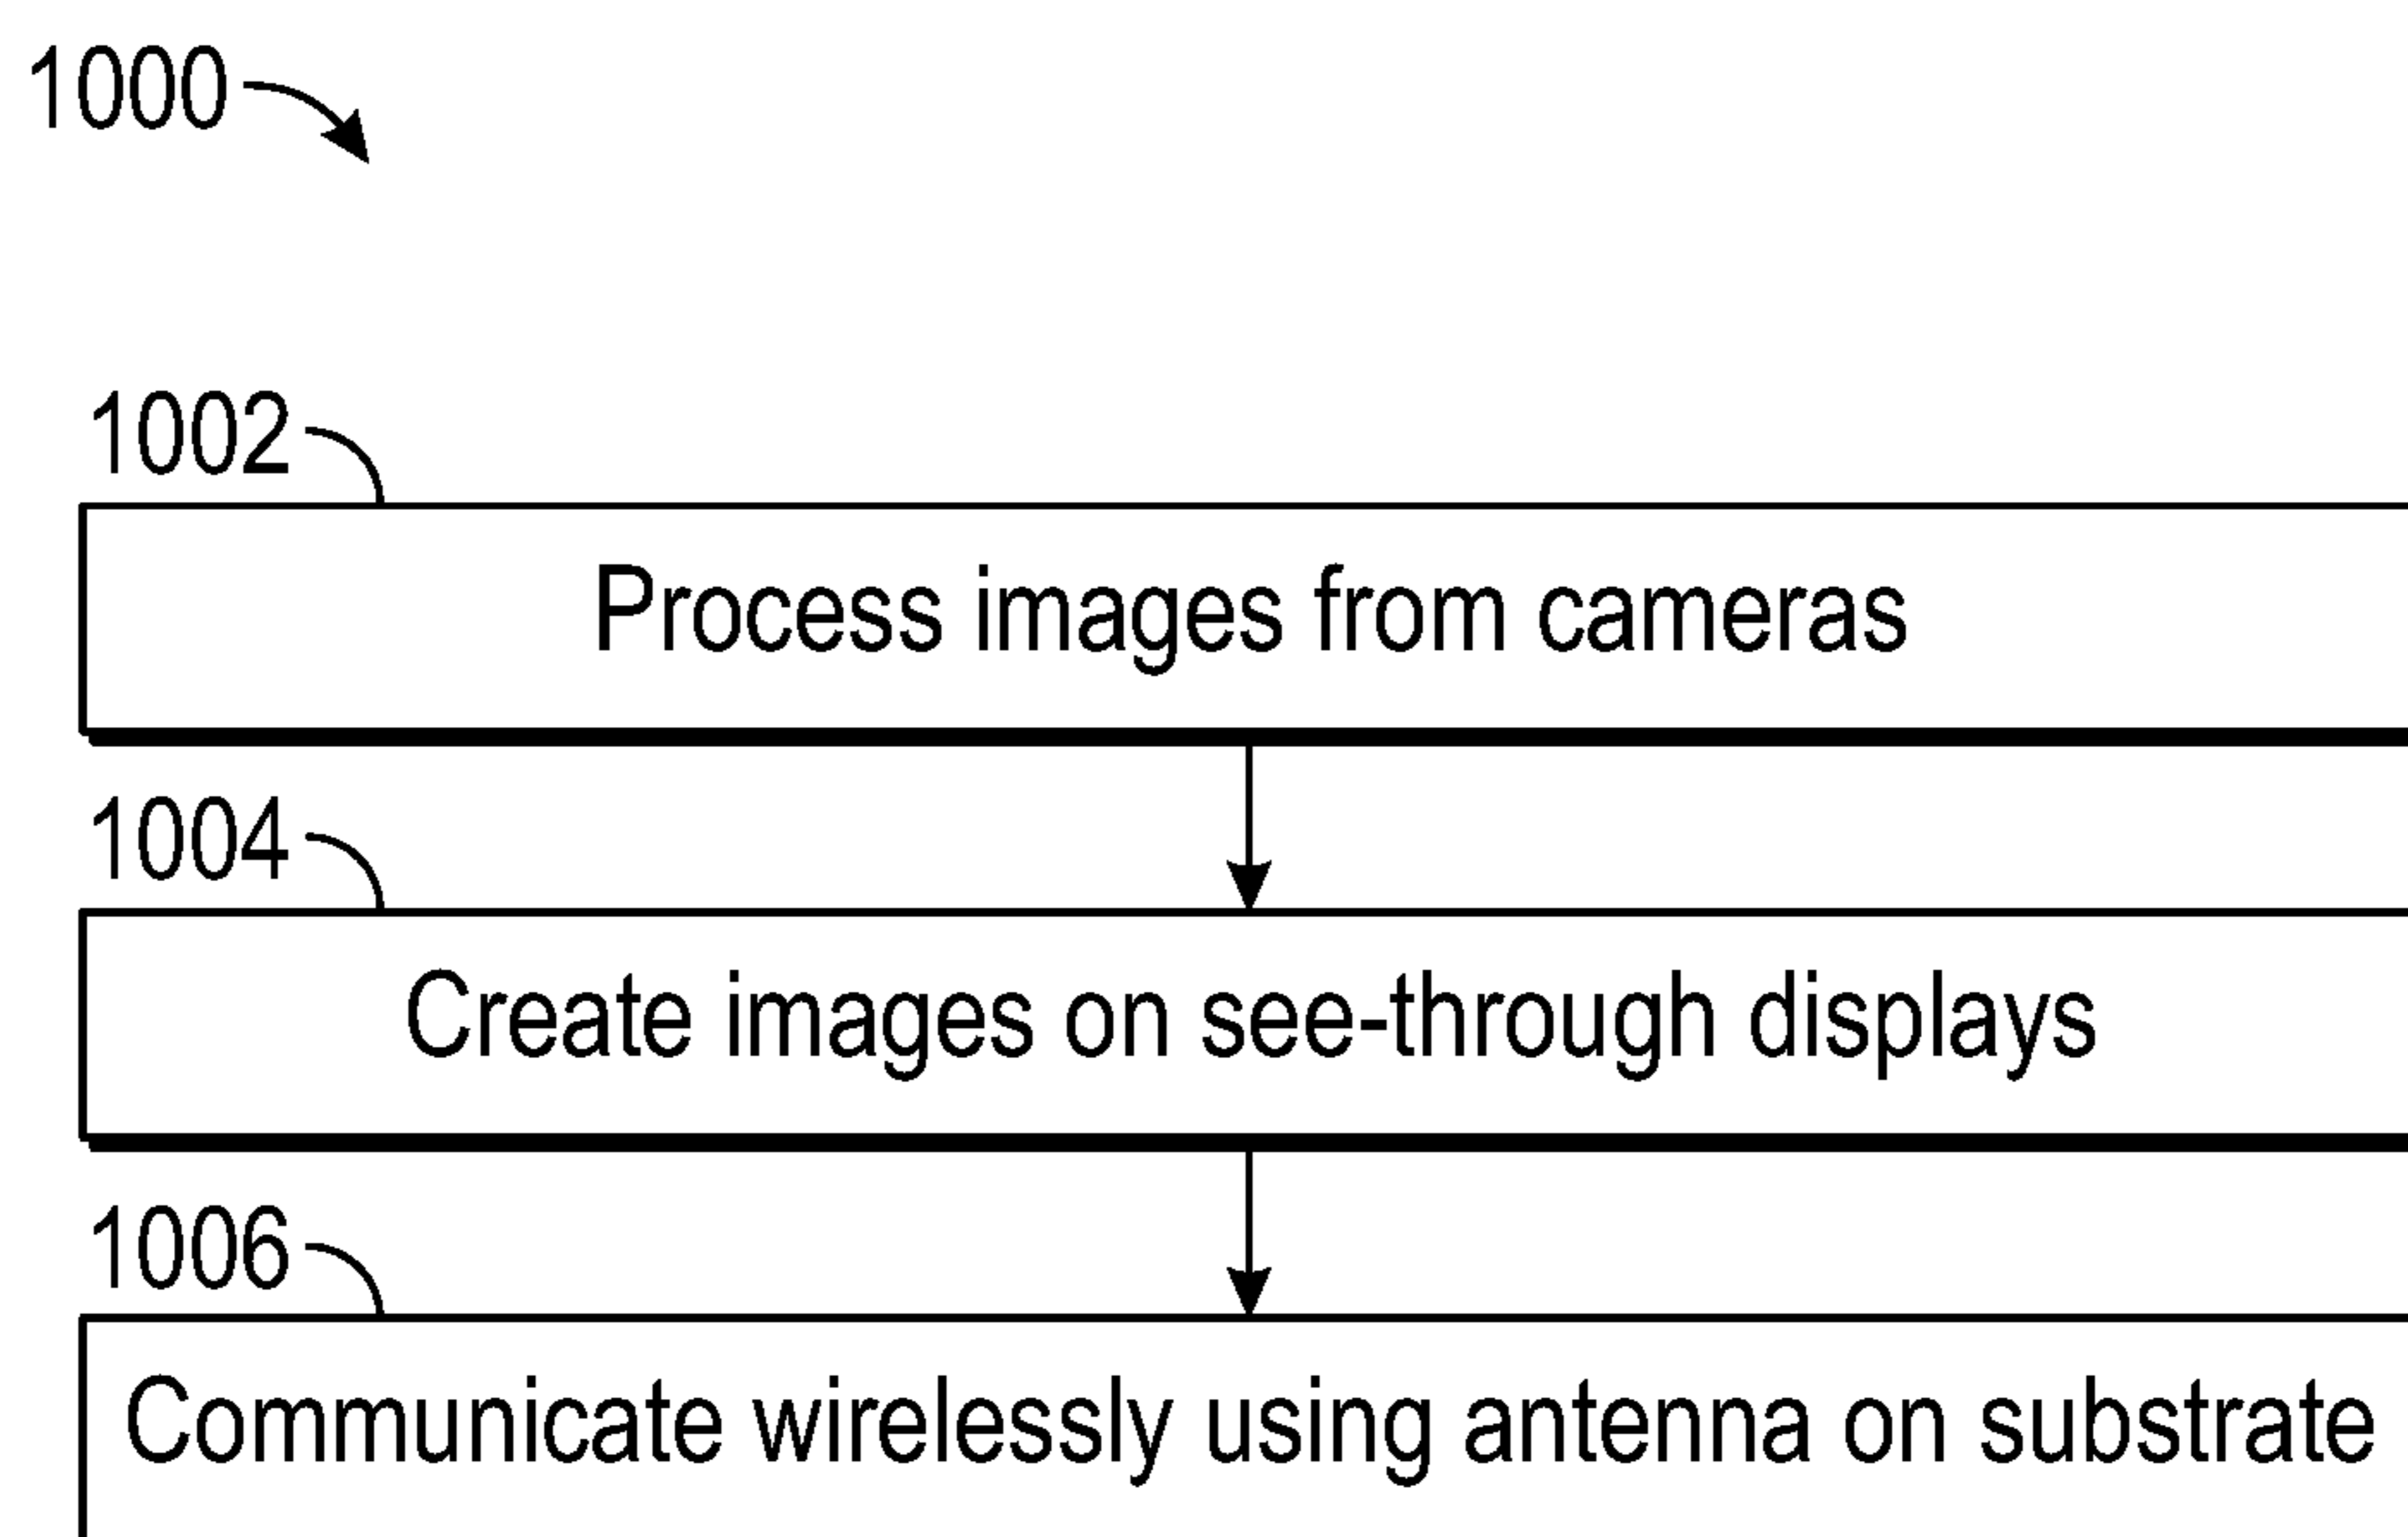 1000
1002
Process images from cameras
1004
Create images on see-through displays
1006
Communicate wirelessly using antenna on substrate